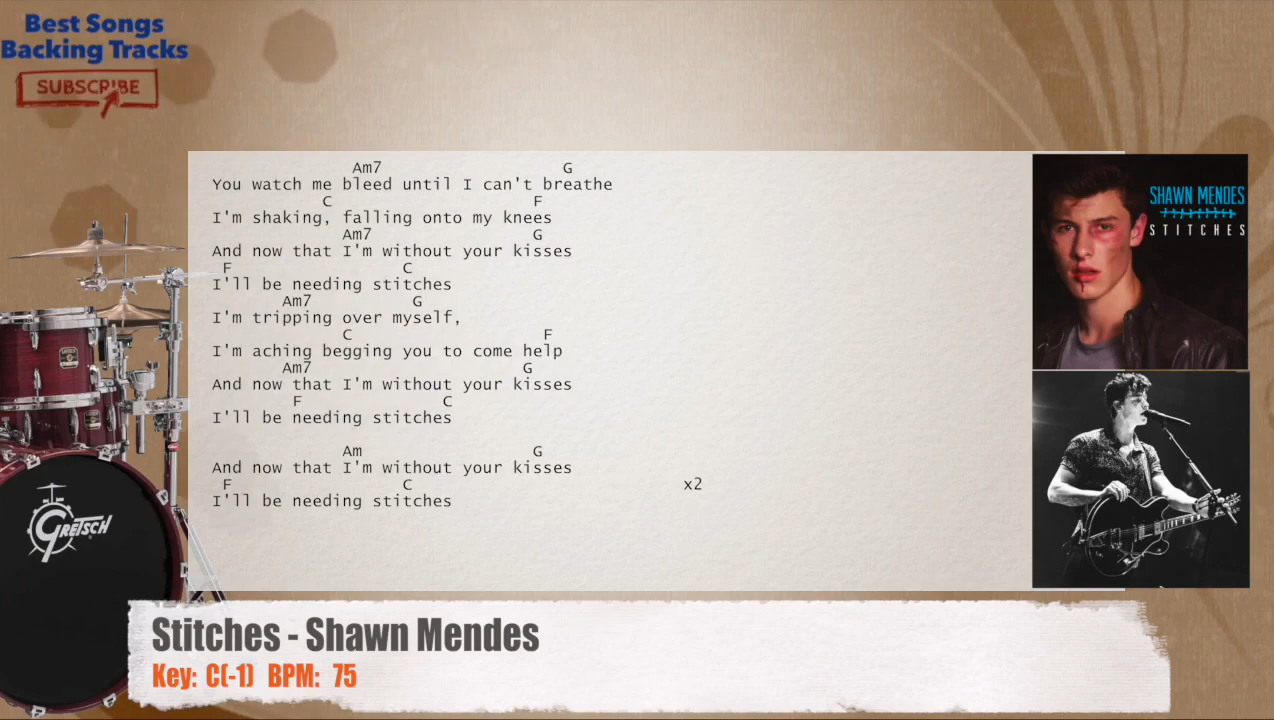 Best Songs
Backing Tracks
SUBSCRIBE
Am7 G
You watch me bleed until I can't breathe
C F
I'm shaking, falling onto my knees
Am7 G
And now that I'm without your kisses
F C
I'll be needing stitches
Am7 G
I'm tripping over myself,
C F
I'm aching begging you to come help
Am7 G
And now that I'm without your kisses
F C
I'll be needing stitches
Am G
And now that I'm without your kisses
F C x2
I'll be needing stitches
SHAWN MENDES
STITCHES
GRETSCH
Stitches - Shawn Mendes
Key: C(-1) BPM: 75